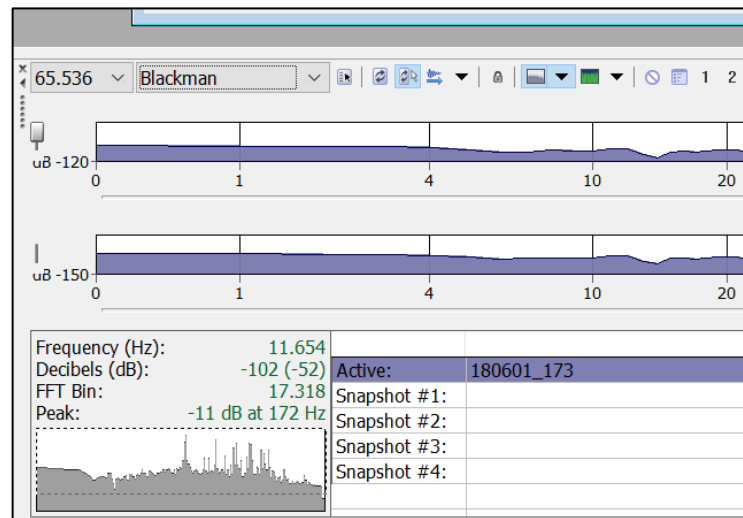 65.536 Blackman 1 2
uB -120
0 1 4 10 20
uB -150
0 1 4 10 20
Frequency (Hz): 11.654
Decibels (dB): -102 (-52) Active: 180601_173
FFT Bin: 17.318 Snapshot #1:
Peak: -11 dB at 172 Hz Snapshot #2:
Snapshot #3:
Snapshot #4: